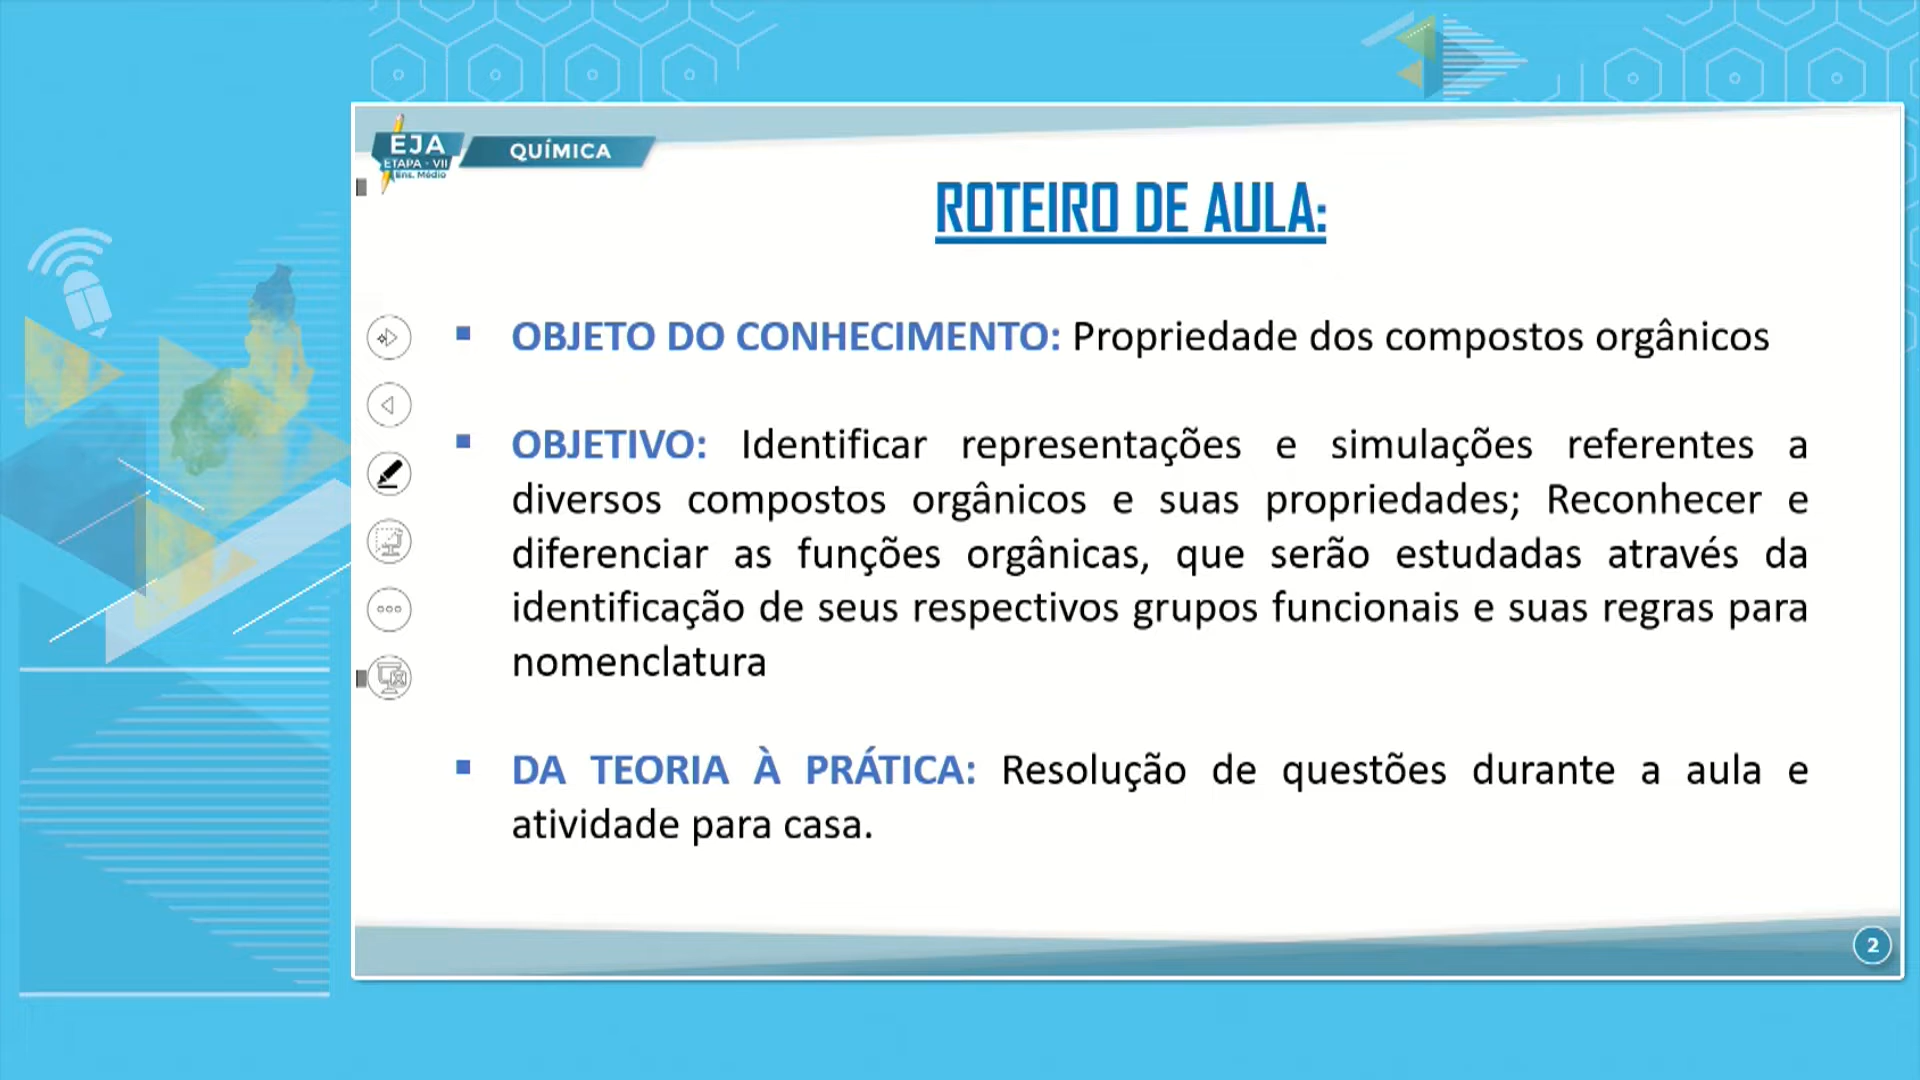 EJA
ETAPA - VII
Ens. Médio
QUÍMICA
ROTEIRO DE AULA:
▪ OBJETO DO CONHECIMENTO: Propriedade dos compostos orgânicos
▪ OBJETIVO: Identificar representações e simulações referentes a
diversos compostos orgânicos e suas propriedades; Reconhecer e
diferenciar as funções orgânicas, que serão estudadas através da
identificação de seus respectivos grupos funcionais e suas regras para
nomenclatura
▪ DA TEORIA À PRÁTICA: Resolução de questões durante a aula e
atividade para casa.
2